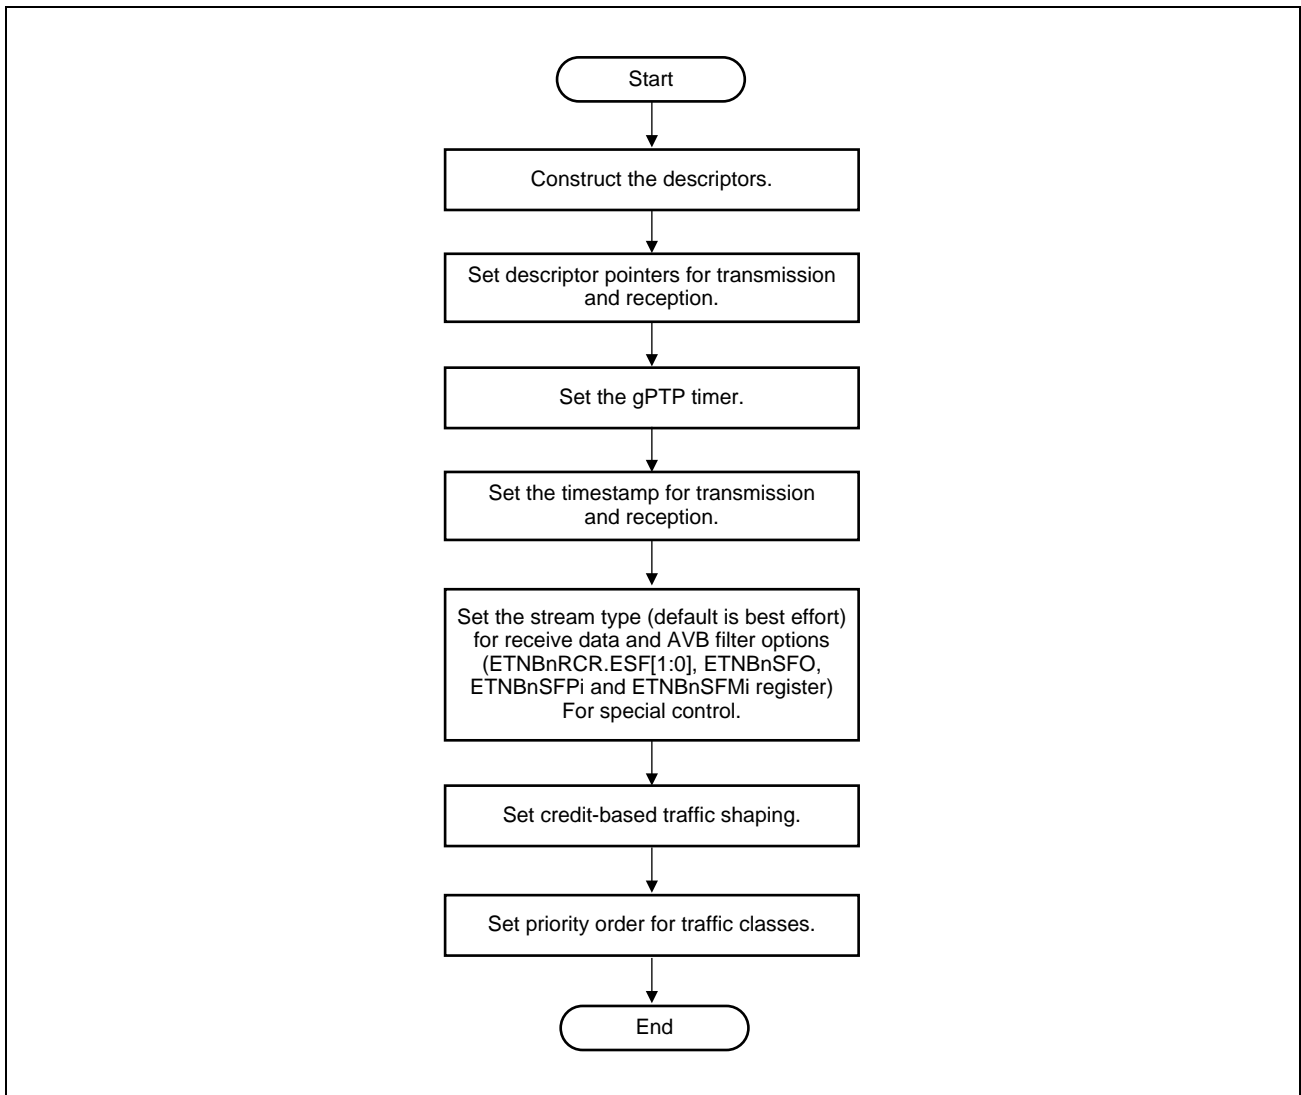 Start
Construct the descriptors.
Set descriptor pointers for transmission
and reception.
Set the gPTP timer.
Set the timestamp for transmission
and reception.
Set the stream type (default is best effort)
for receive data and AVB filter options
(ETNBnRCR.ESF[1:0], ETNBnSFO,
ETNBnSFPi and ETNBnSFMi register)
For special control.
Set credit-based traffic shaping.
Set priority order for traffic classes.
End